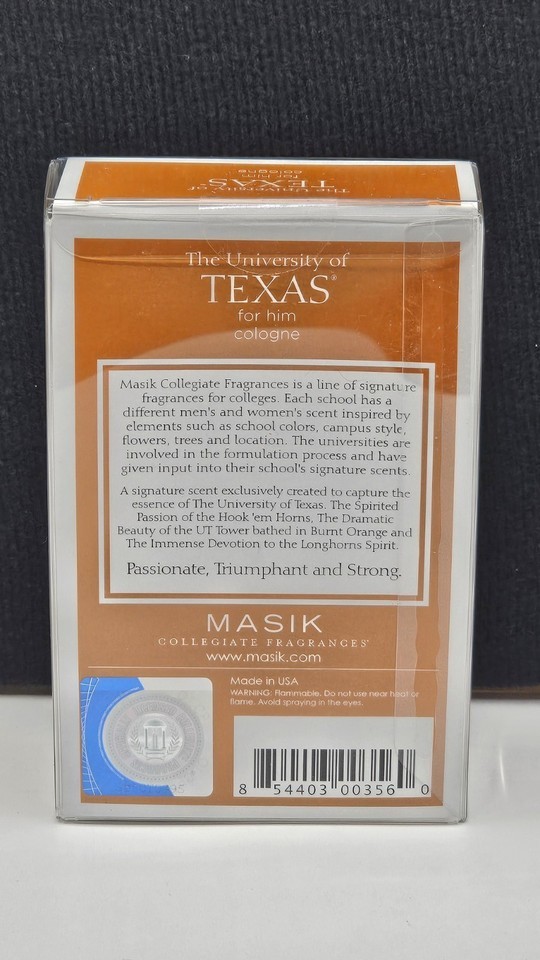 The University of
TEXAS
for him
cologne
The University of
TEXAS®
for him
cologne
Masik Collegiate Fragrances is a line of signature
fragrances for colleges. Each school has a
different men's and women's scent inspired by
elements such as school colors, campus style,
flowers, trees and location. The universities are
involved in the formulation process and have
given input into their school's signature scents.
A signature scent exclusively created to capture the
essence of The University of Texas. The Spirited
Passion of the Hook 'em Horns, The Dramatic
Beauty of the UT Tower bathed in Burnt Orange and
The Immense Devotion to the Longhorns Spirit.
Passionate, Triumphant and Strong.
MASIK
COLLEGIATE FRAGRANCES
www.masik.com
Made in USA
WARNING: Flammable. Do not use near heat or
flame. Avoid spraying in the eyes.
8 54403 00356 0